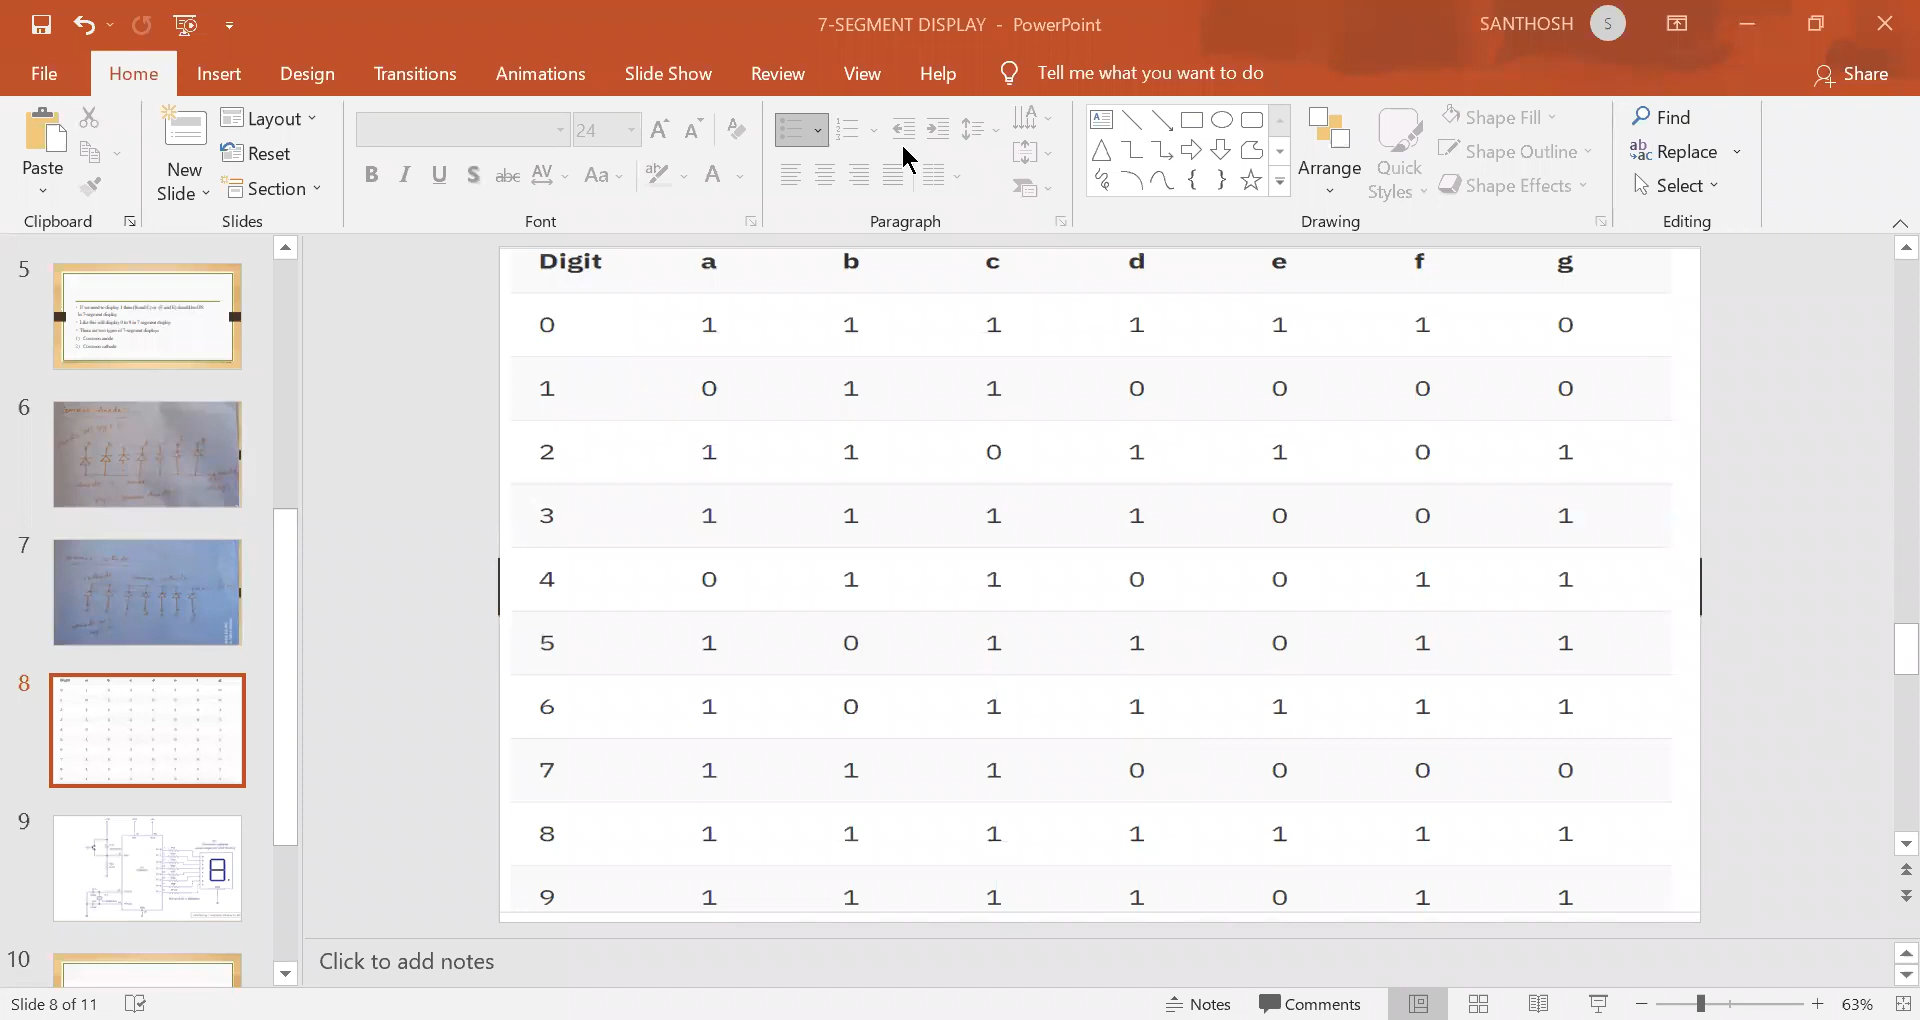 7-SEGMENT DISPLAY - PowerPoint
SANTHOSH
S
File Home Insert Design Transitions Animations Slide Show Review View Help Tell me what you want to do Share
Paste
Clipboard
New Slide
Layout
Reset
Section
Slides
24
B I U S abc AV Aa A
Font
Paragraph
Arrange
Quick Styles
Shape Fill
Shape Outline
Shape Effects
Drawing
Find
Replace
Select
Editing
5
6
7
8
9
10
Digit a b c d e f g
0 1 1 1 1 1 1 0
1 0 1 1 0 0 0 0
2 1 1 0 1 1 0 1
3 1 1 1 1 0 0 1
4 0 1 1 0 0 1 1
5 1 0 1 1 0 1 1
6 1 0 1 1 1 1 1
7 1 1 1 0 0 0 0
8 1 1 1 1 1 1 1
9 1 1 1 1 0 1 1
Click to add notes
Slide 8 of 11
Notes Comments 63%